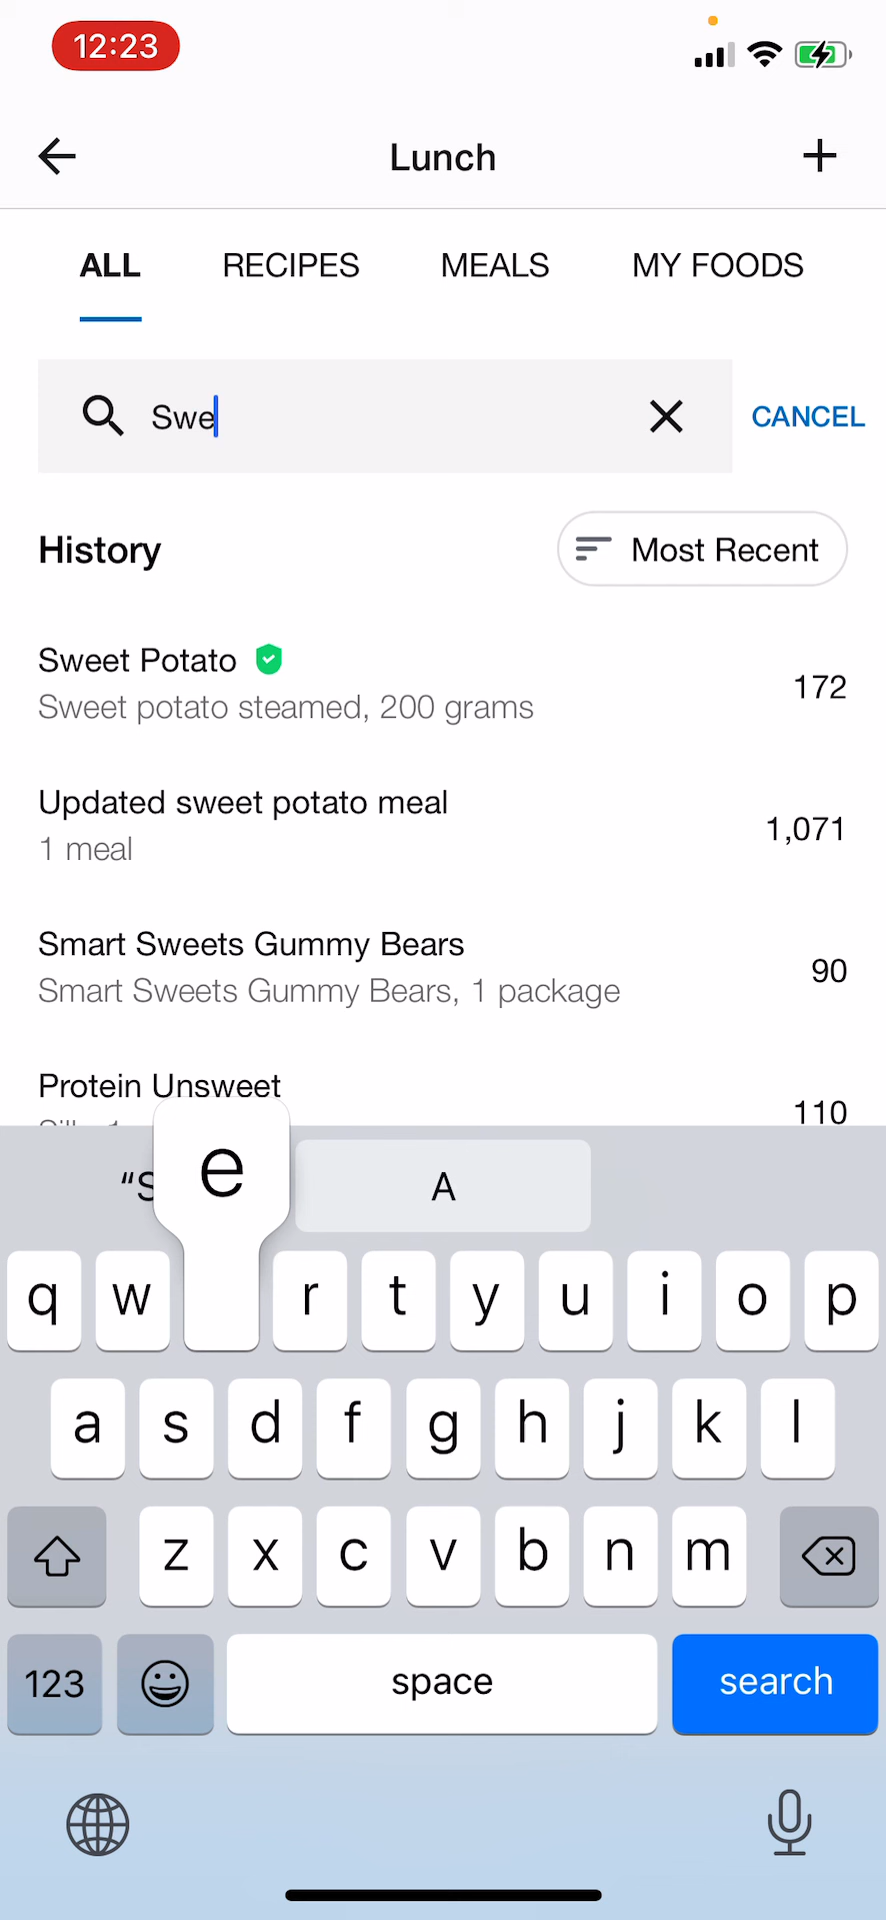 12:23
Lunch
ALL RECIPES MEALS MY FOODS
Swe CANCEL
History Most Recent
Sweet Potato
Sweet potato steamed, 200 grams
172
Updated sweet potato meal
1 meal
1,071
Smart Sweets Gummy Bears
Smart Sweets Gummy Bears, 1 package
90
Protein Unsweet
110
e
A
q w r t y u i o p
a s d f g h j k l
z x c v b n m
123 space search